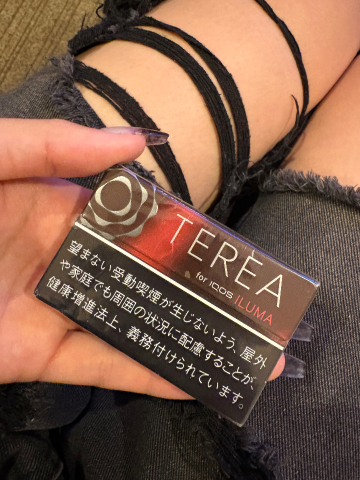 TEREA
for IQOS ILUMA
望まない受動喫煙が生じないよう、屋外
や家庭でも周囲の状況に配慮することが
健康増進法上、義務付けられています。